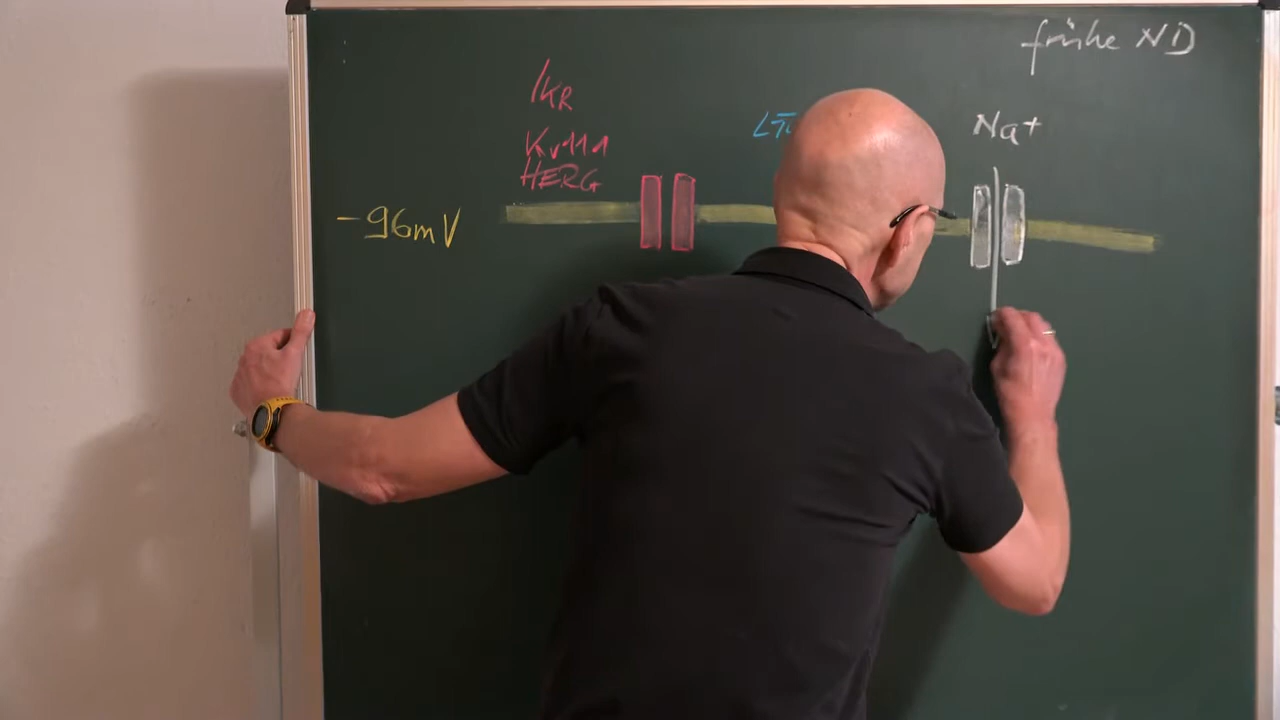 frühe ND
IKR
Kv11.1
HERG
Na+
-96mV